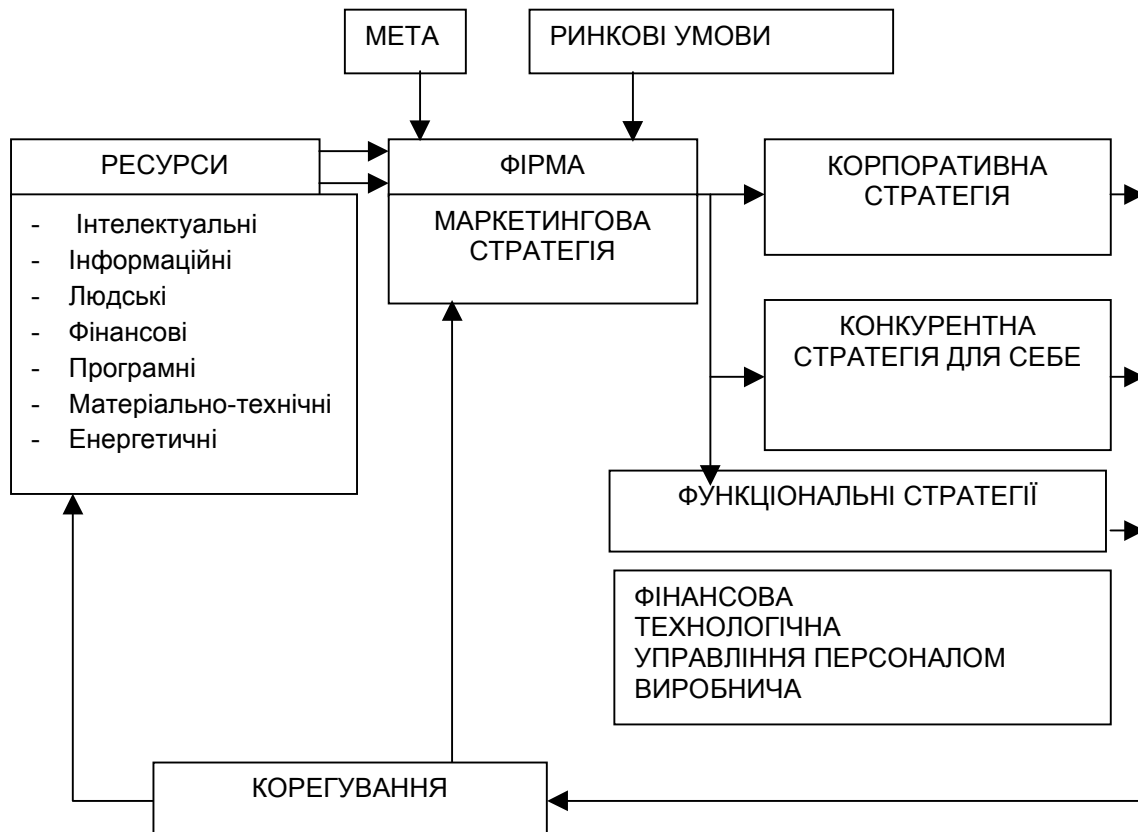 МЕТА
РИНКОВІ УМОВИ
РЕСУРСИ
- Інтелектуальні
- Інформаційні
- Людські
- Фінансові
- Програмні
- Матеріально-технічні
- Енергетичні
ФІРМА
МАРКЕТИНГОВА
СТРАТЕГІЯ
КОРПОРАТИВНА
СТРАТЕГІЯ
КОНКУРЕНТНА
СТРАТЕГІЯ ДЛЯ СЕБЕ
ФУНКЦІОНАЛЬНІ СТРАТЕГІЇ
ФІНАНСОВА
ТЕХНОЛОГІЧНА
УПРАВЛІННЯ ПЕРСОНАЛОМ
ВИРОБНИЧА
КОРЕГУВАННЯ